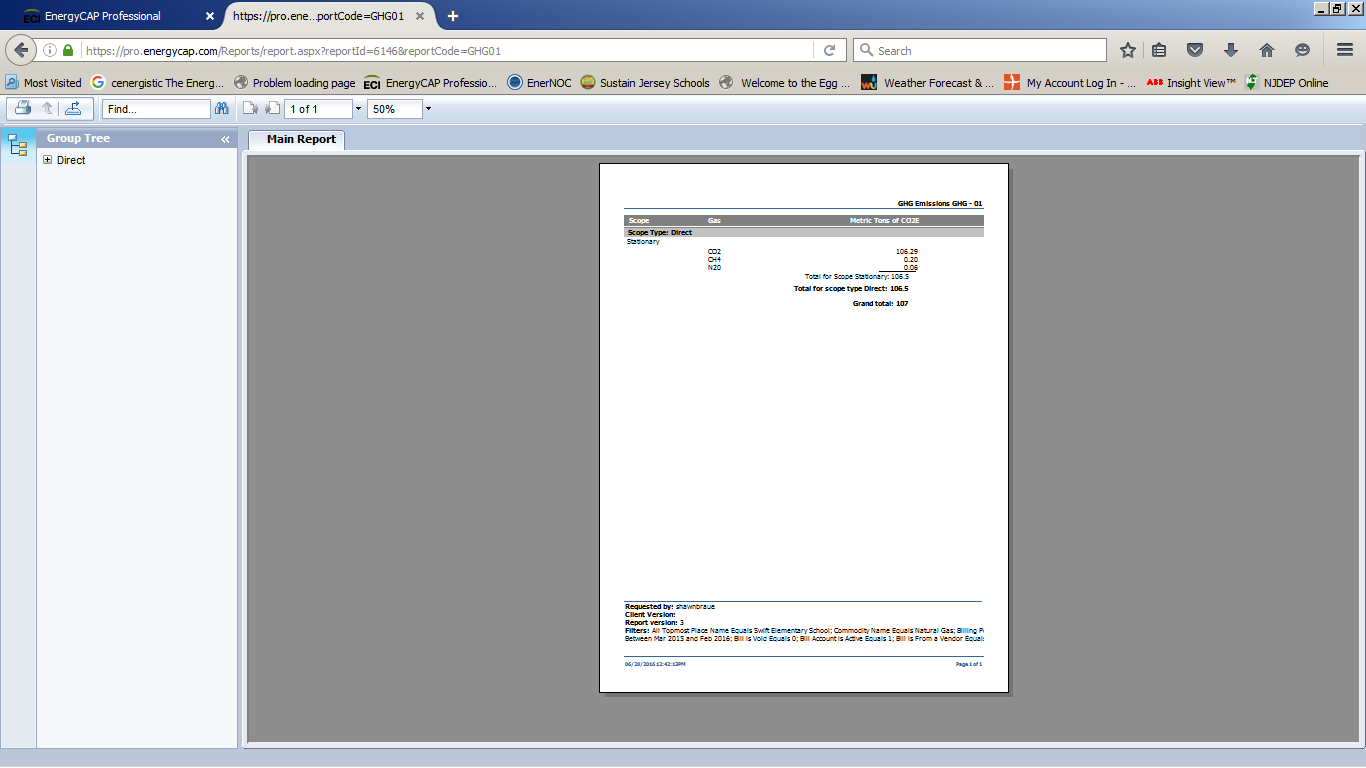 ECI EnergyCAP Professional
https://pro.ene...portCode=GHG01
https://pro.energycap.com/Reports/report.aspx?reportId=6146&reportCode=GHG01
Search
Most Visited
cenergistic The Energ...
Problem loading page
ECI EnergyCAP Professio...
EnerNOC
Sustain Jersey Schools
Welcome to the Egg ...
Weather Forecast & ...
My Account Log In - ...
ABB Insight View™
NJDEP Online
Find...
1 of 1
50%
Group Tree
Direct
Main Report
GHG Emissions GHG - 01
Scope Gas Metric Tons of CO2E
Scope Type: Direct
Stationary
CO2 106.29
CH4 0.20
N2O 0.06
Total for Scope Stationary: 106.5
Total for scope type Direct: 106.5
Grand total: 107
Requested by: shawnbraue
Client Version:
Report version: 3
Filters: All Topmost Place Name Equals Swift Elementary School; Commodity Name Equals Natural Gas; Billing Pe
Between Mar 2015 and Feb 2016; Bill is Void Equals 0; Bill Account is Active Equals 1; Bill is From a Vendor Equals
06/20/2016 12:42:13PM Page 1 of 1